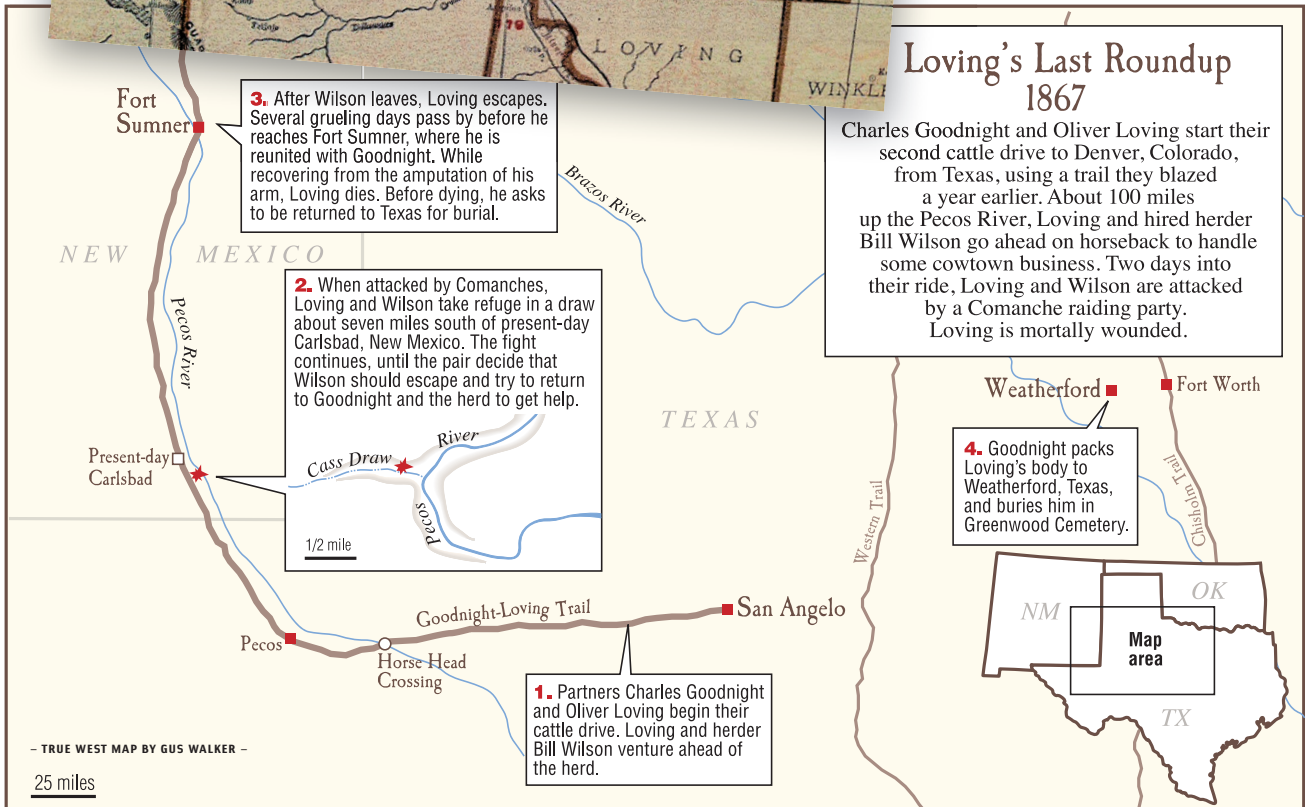 LOVING
WINKLE
Loving's Last Roundup
1867
Charles Goodnight and Oliver Loving start their
second cattle drive to Denver, Colorado,
from Texas, using a trail they blazed
a year earlier. About 100 miles
up the Pecos River, Loving and hired herder
Bill Wilson go ahead on horseback to handle
some cowtown business. Two days into
their ride, Loving and Wilson are attacked
by a Comanche raiding party.
Loving is mortally wounded.
Fort
Sumner
3. After Wilson leaves, Loving escapes.
Several grueling days pass by before he
reaches Fort Sumner, where he is
reunited with Goodnight. While
recovering from the amputation of his
arm, Loving dies. Before dying, he asks
to be returned to Texas for burial.
Brazos River
NEW MEXICO
Pecos River
2. When attacked by Comanches,
Loving and Wilson take refuge in a draw
about seven miles south of present-day
Carlsbad, New Mexico. The fight
continues, until the pair decide that
Wilson should escape and try to return
to Goodnight and the herd to get help.
Cass Draw
River
Pecos
1/2 mile
TEXAS
Weatherford
Fort Worth
Present-day
Carlsbad
4. Goodnight packs
Loving's body to
Weatherford, Texas,
and buries him in
Greenwood Cemetery.
Western Trail
Chisholm Trail
Goodnight-Loving Trail
San Angelo
Pecos
Horse Head
Crossing
1. Partners Charles Goodnight
and Oliver Loving begin their
cattle drive. Loving and herder
Bill Wilson venture ahead of
the herd.
NM
OK
Map
area
TX
– TRUE WEST MAP BY GUS WALKER –
25 miles